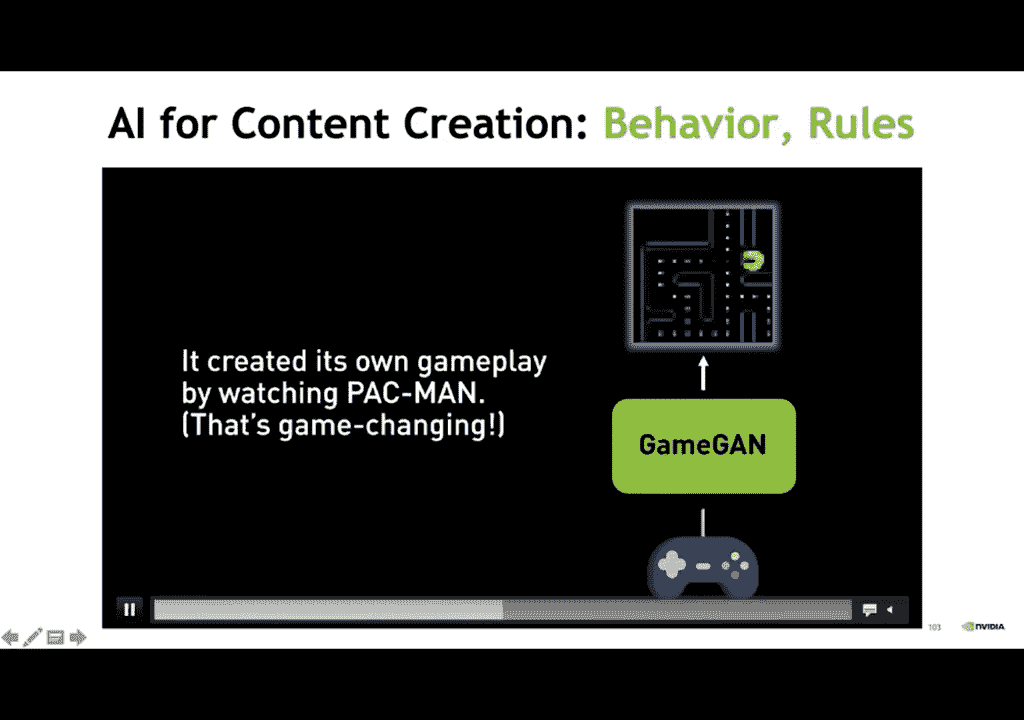 AI for Content Creation: Behavior, Rules
It created its own gameplay
by watching PAC-MAN.
(That's game-changing!)
GameGAN
103
NVIDIA